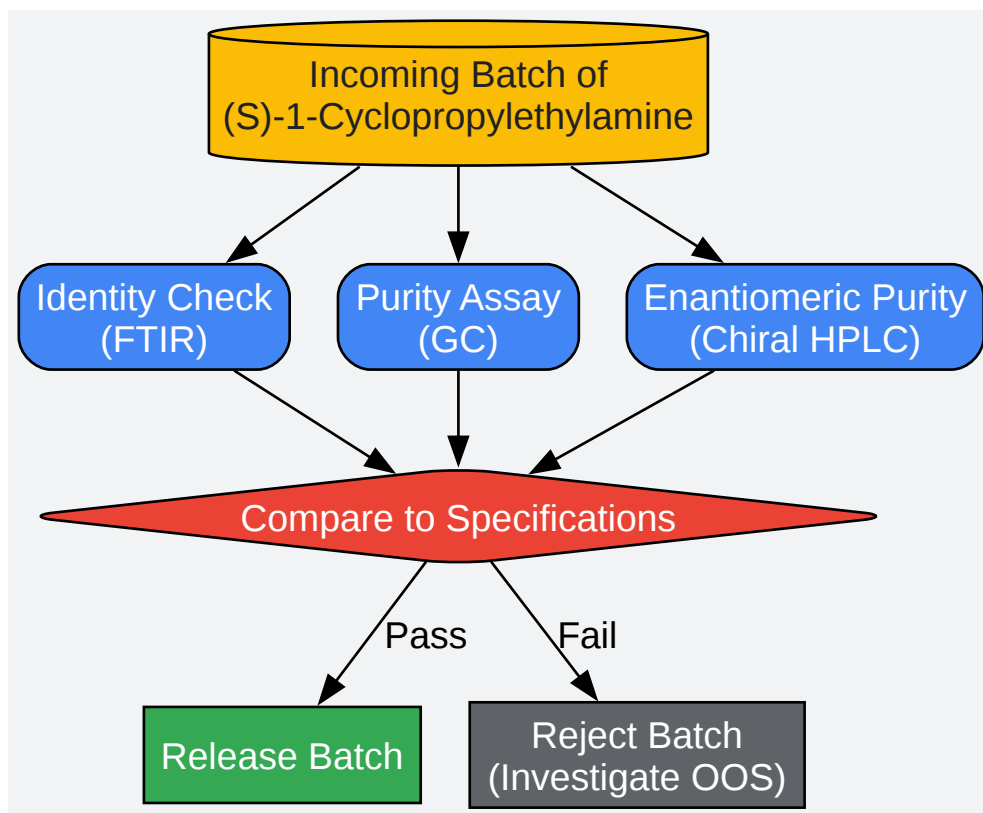 Incoming Batch of
(S)-1-Cyclopropylethylamine
Identity Check
(FTIR)
Purity Assay
(GC)
Enantiomeric Purity
(Chiral HPLC)
Compare to Specifications
Pass
Fail
Release Batch
Reject Batch
(Investigate OOS)